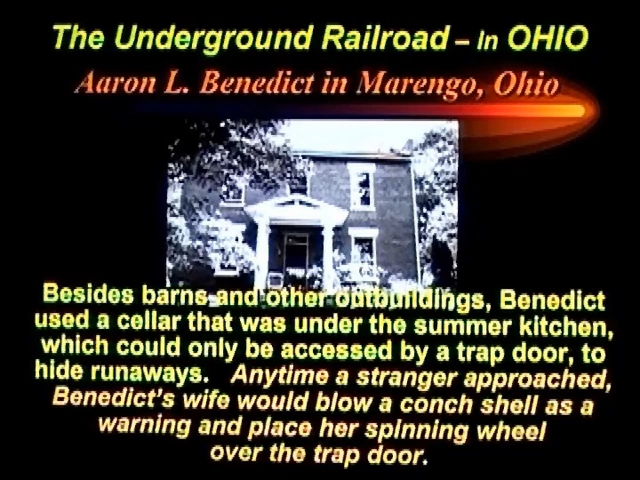 The Underground Railroad – In OHIO
Aaron L. Benedict in Marengo, Ohio
Besides barns and other outbuildings, Benedict
used a cellar that was under the summer kitchen,
which could only be accessed by a trap door, to
hide runaways. Anytime a stranger approached,
Benedict's wife would blow a conch shell as a
warning and place her spinning wheel
over the trap door.